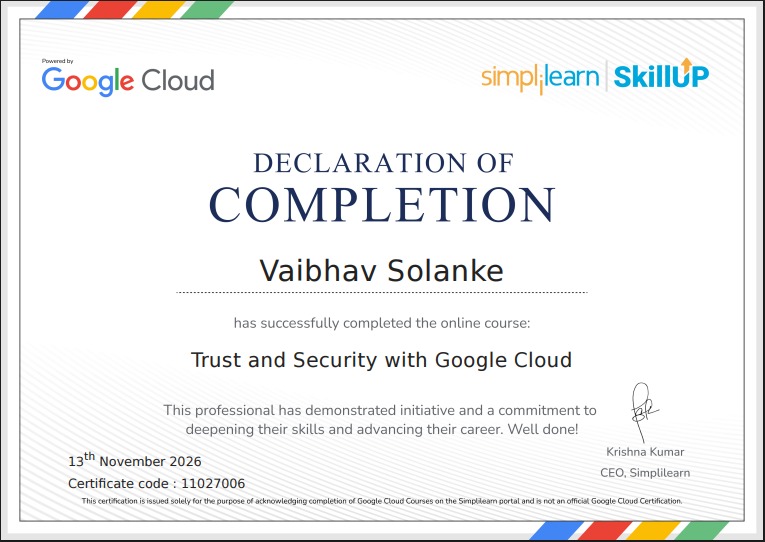 Powered by
Google Cloud
simplilearn | SkillUP
DECLARATION OF
COMPLETION
Vaibhav Solanke
has successfully completed the online course:
Trust and Security with Google Cloud
This professional has demonstrated initiative and a commitment to
deepening their skills and advancing their career. Well done!
Krishna Kumar
CEO, Simplilearn
13th November 2026
Certificate code : 11027006
This certification is issued solely for the purpose of acknowledging completion of Google Cloud Courses on the Simplilearn portal and is not an official Google Cloud Certification.